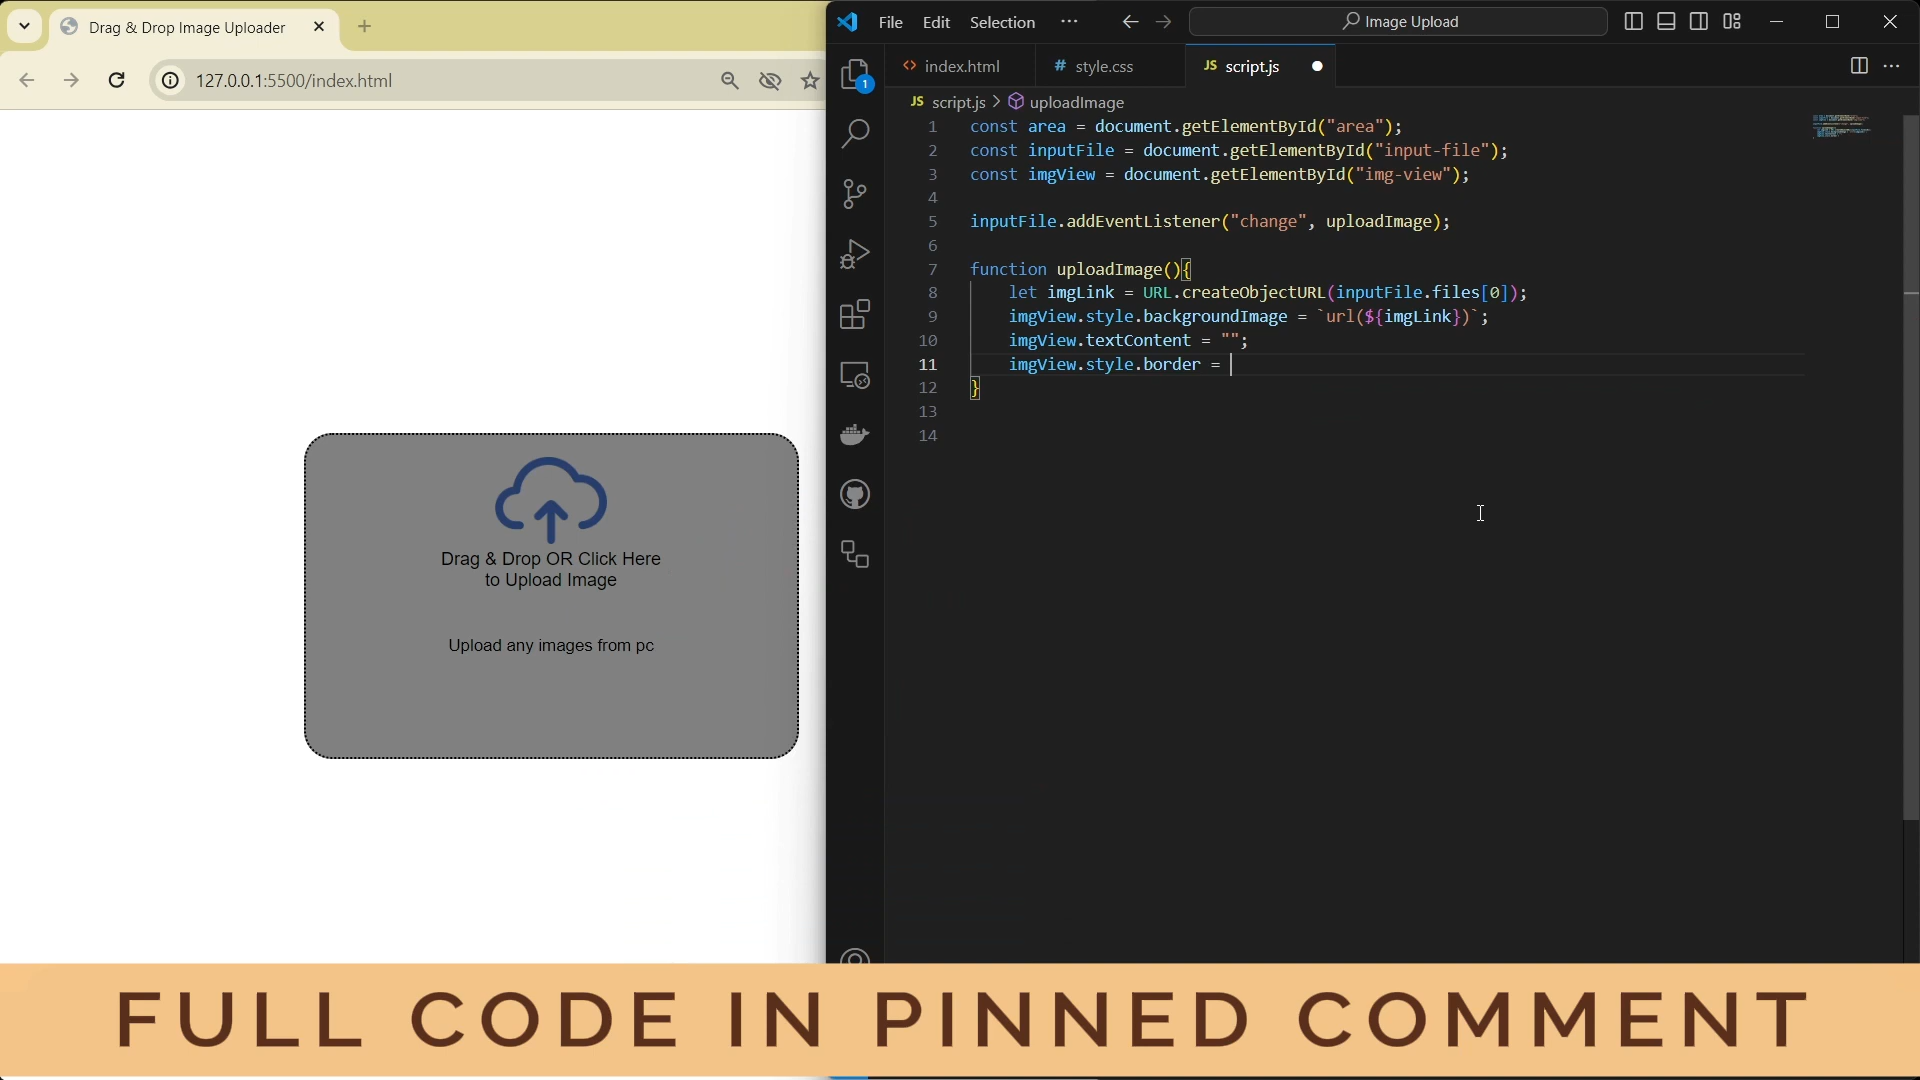 Drag & Drop Image Uploader
127.0.0.1:5500/index.html
Drag & Drop OR Click Here
to Upload Image
Upload any images from pc
File Edit Selection ···
Image Upload
1
<> index.html
# style.css
JS script.js
JS script.js > uploadImage
1 const area = document.getElementById("area");
2 const inputFile = document.getElementById("input-file");
3 const imgView = document.getElementById("img-view");
4
5 inputFile.addEventListener("change", uploadImage);
6
7 function uploadImage(){
8 let imgLink = URL.createObjectURL(inputFile.files[0]);
9 imgView.style.backgroundImage = `url(${imgLink})`;
10 imgView.textContent = "";
11 imgView.style.border =
12 }
13
14
FULL CODE IN PINNED COMMENT